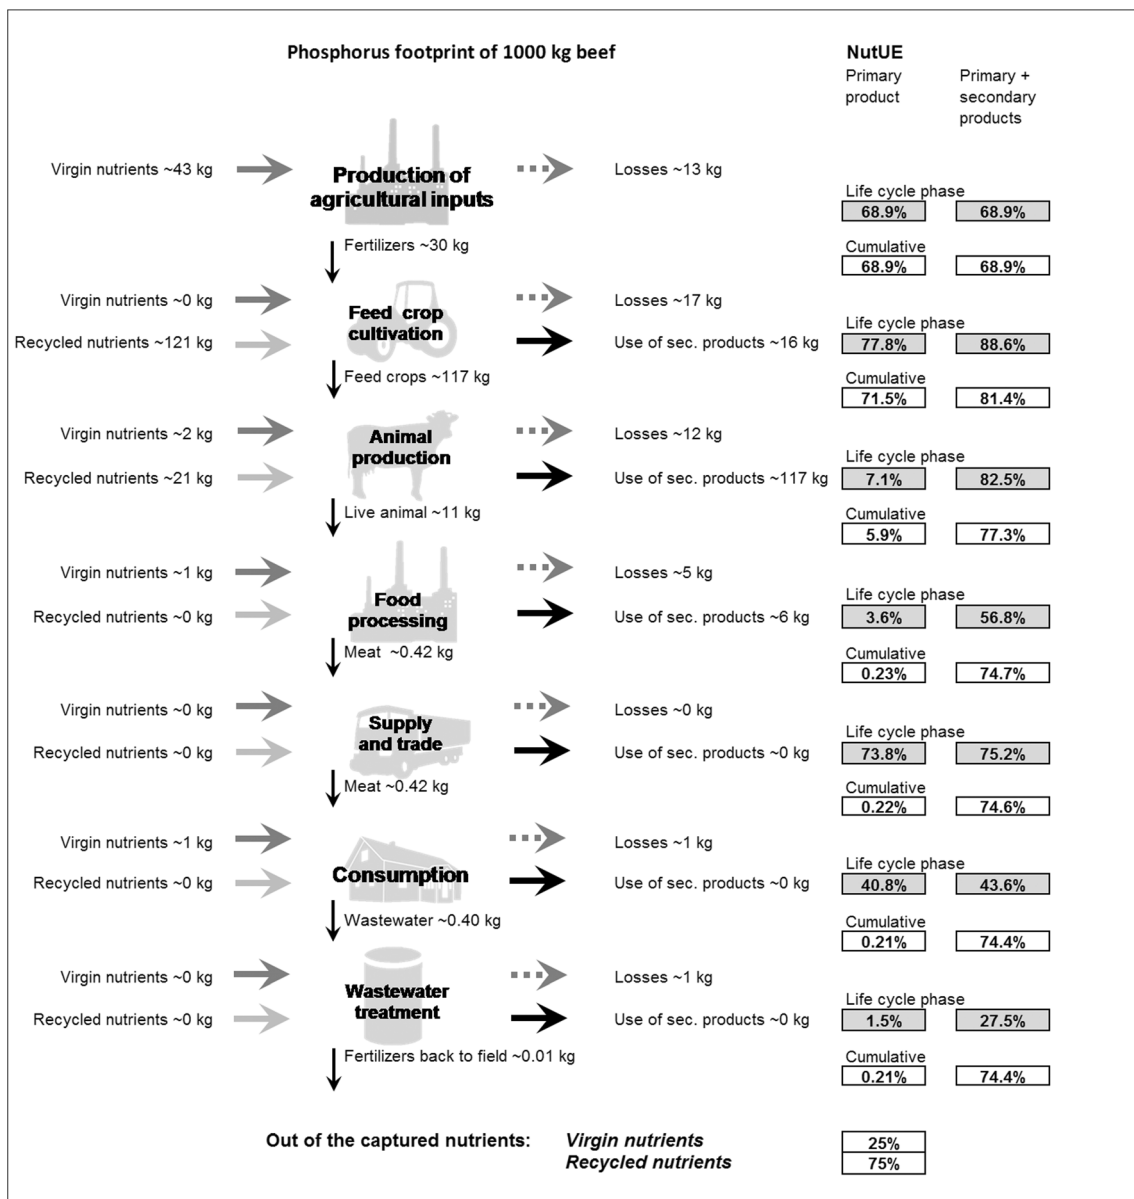 Phosphorus footprint of 1000 kg beef
NutUE
Primary product
Primary + secondary products
Virgin nutrients ~43 kg
Production of agricultural inputs
Losses ~13 kg
Life cycle phase
68.9% 68.9%
Fertilizers ~30 kg
Cumulative
68.9% 68.9%
Virgin nutrients ~0 kg
Feed crop cultivation
Losses ~17 kg
Recycled nutrients ~121 kg
Use of sec. products ~16 kg
Life cycle phase
77.8% 88.6%
Feed crops ~117 kg
Cumulative
71.5% 81.4%
Virgin nutrients ~2 kg
Animal production
Losses ~12 kg
Recycled nutrients ~21 kg
Use of sec. products ~117 kg
Life cycle phase
7.1% 82.5%
Live animal ~11 kg
Cumulative
5.9% 77.3%
Virgin nutrients ~1 kg
Food processing
Losses ~5 kg
Recycled nutrients ~0 kg
Use of sec. products ~6 kg
Life cycle phase
3.6% 56.8%
Meat ~0.42 kg
Cumulative
0.23% 74.7%
Virgin nutrients ~0 kg
Supply and trade
Losses ~0 kg
Recycled nutrients ~0 kg
Use of sec. products ~0 kg
Life cycle phase
73.8% 75.2%
Meat ~0.42 kg
Cumulative
0.22% 74.6%
Virgin nutrients ~1 kg
Consumption
Losses ~1 kg
Recycled nutrients ~0 kg
Use of sec. products ~0 kg
Life cycle phase
40.8% 43.6%
Wastewater ~0.40 kg
Cumulative
0.21% 74.4%
Virgin nutrients ~0 kg
Wastewater treatment
Losses ~1 kg
Recycled nutrients ~0 kg
Use of sec. products ~0 kg
Life cycle phase
1.5% 27.5%
Fertilizers back to field ~0.01 kg
Cumulative
0.21% 74.4%
Out of the captured nutrients: Virgin nutrients 25%
Recycled nutrients 75%